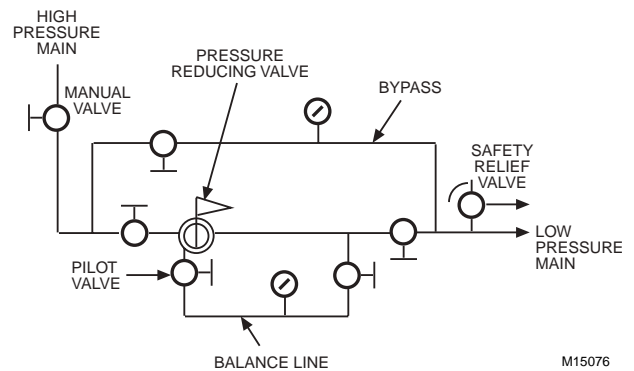 HIGH
PRESSURE
MAIN
MANUAL
VALVE
PRESSURE
REDUCING VALVE
BYPASS
SAFETY
RELIEF
VALVE
LOW
PRESSURE
MAIN
PILOT
VALVE
BALANCE LINE
M15076